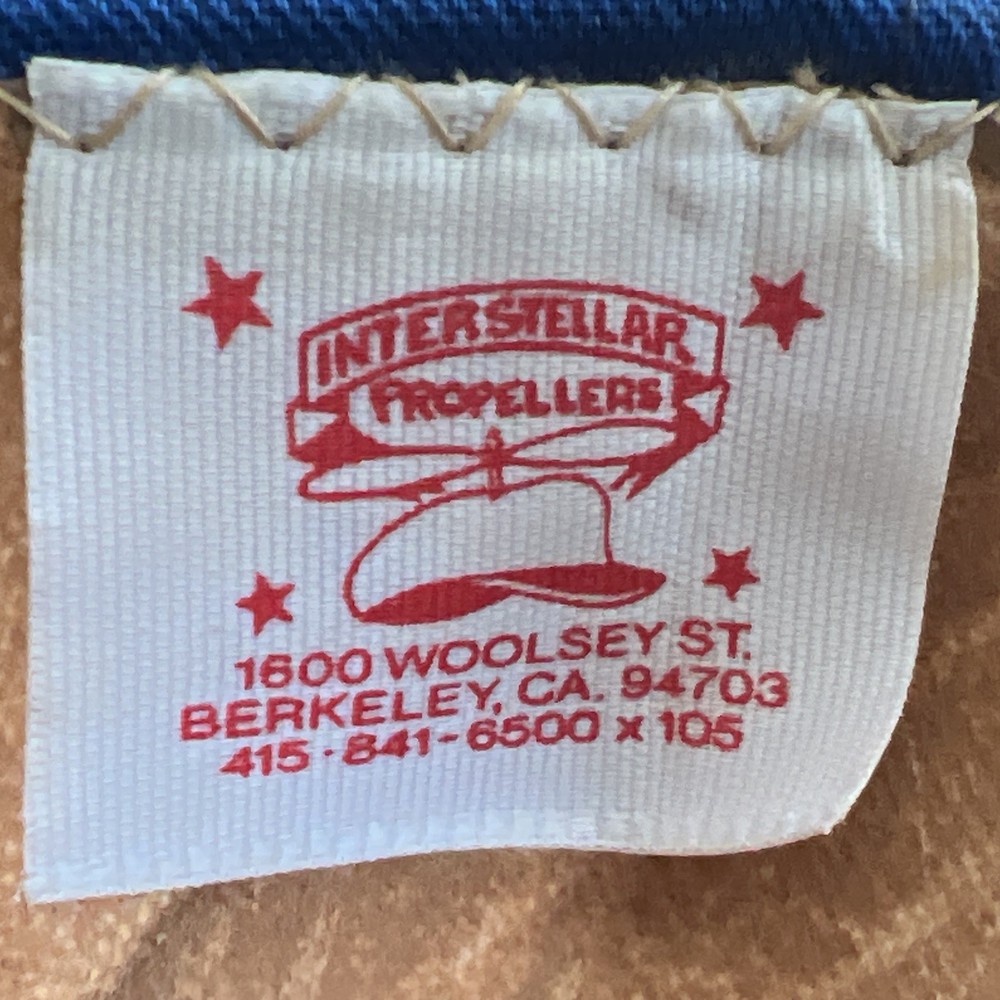 INTERSTELLAR
PROPELLERS
1600 WOOLSEY ST.
BERKELEY, CA. 94703
415·841-6500 x 105